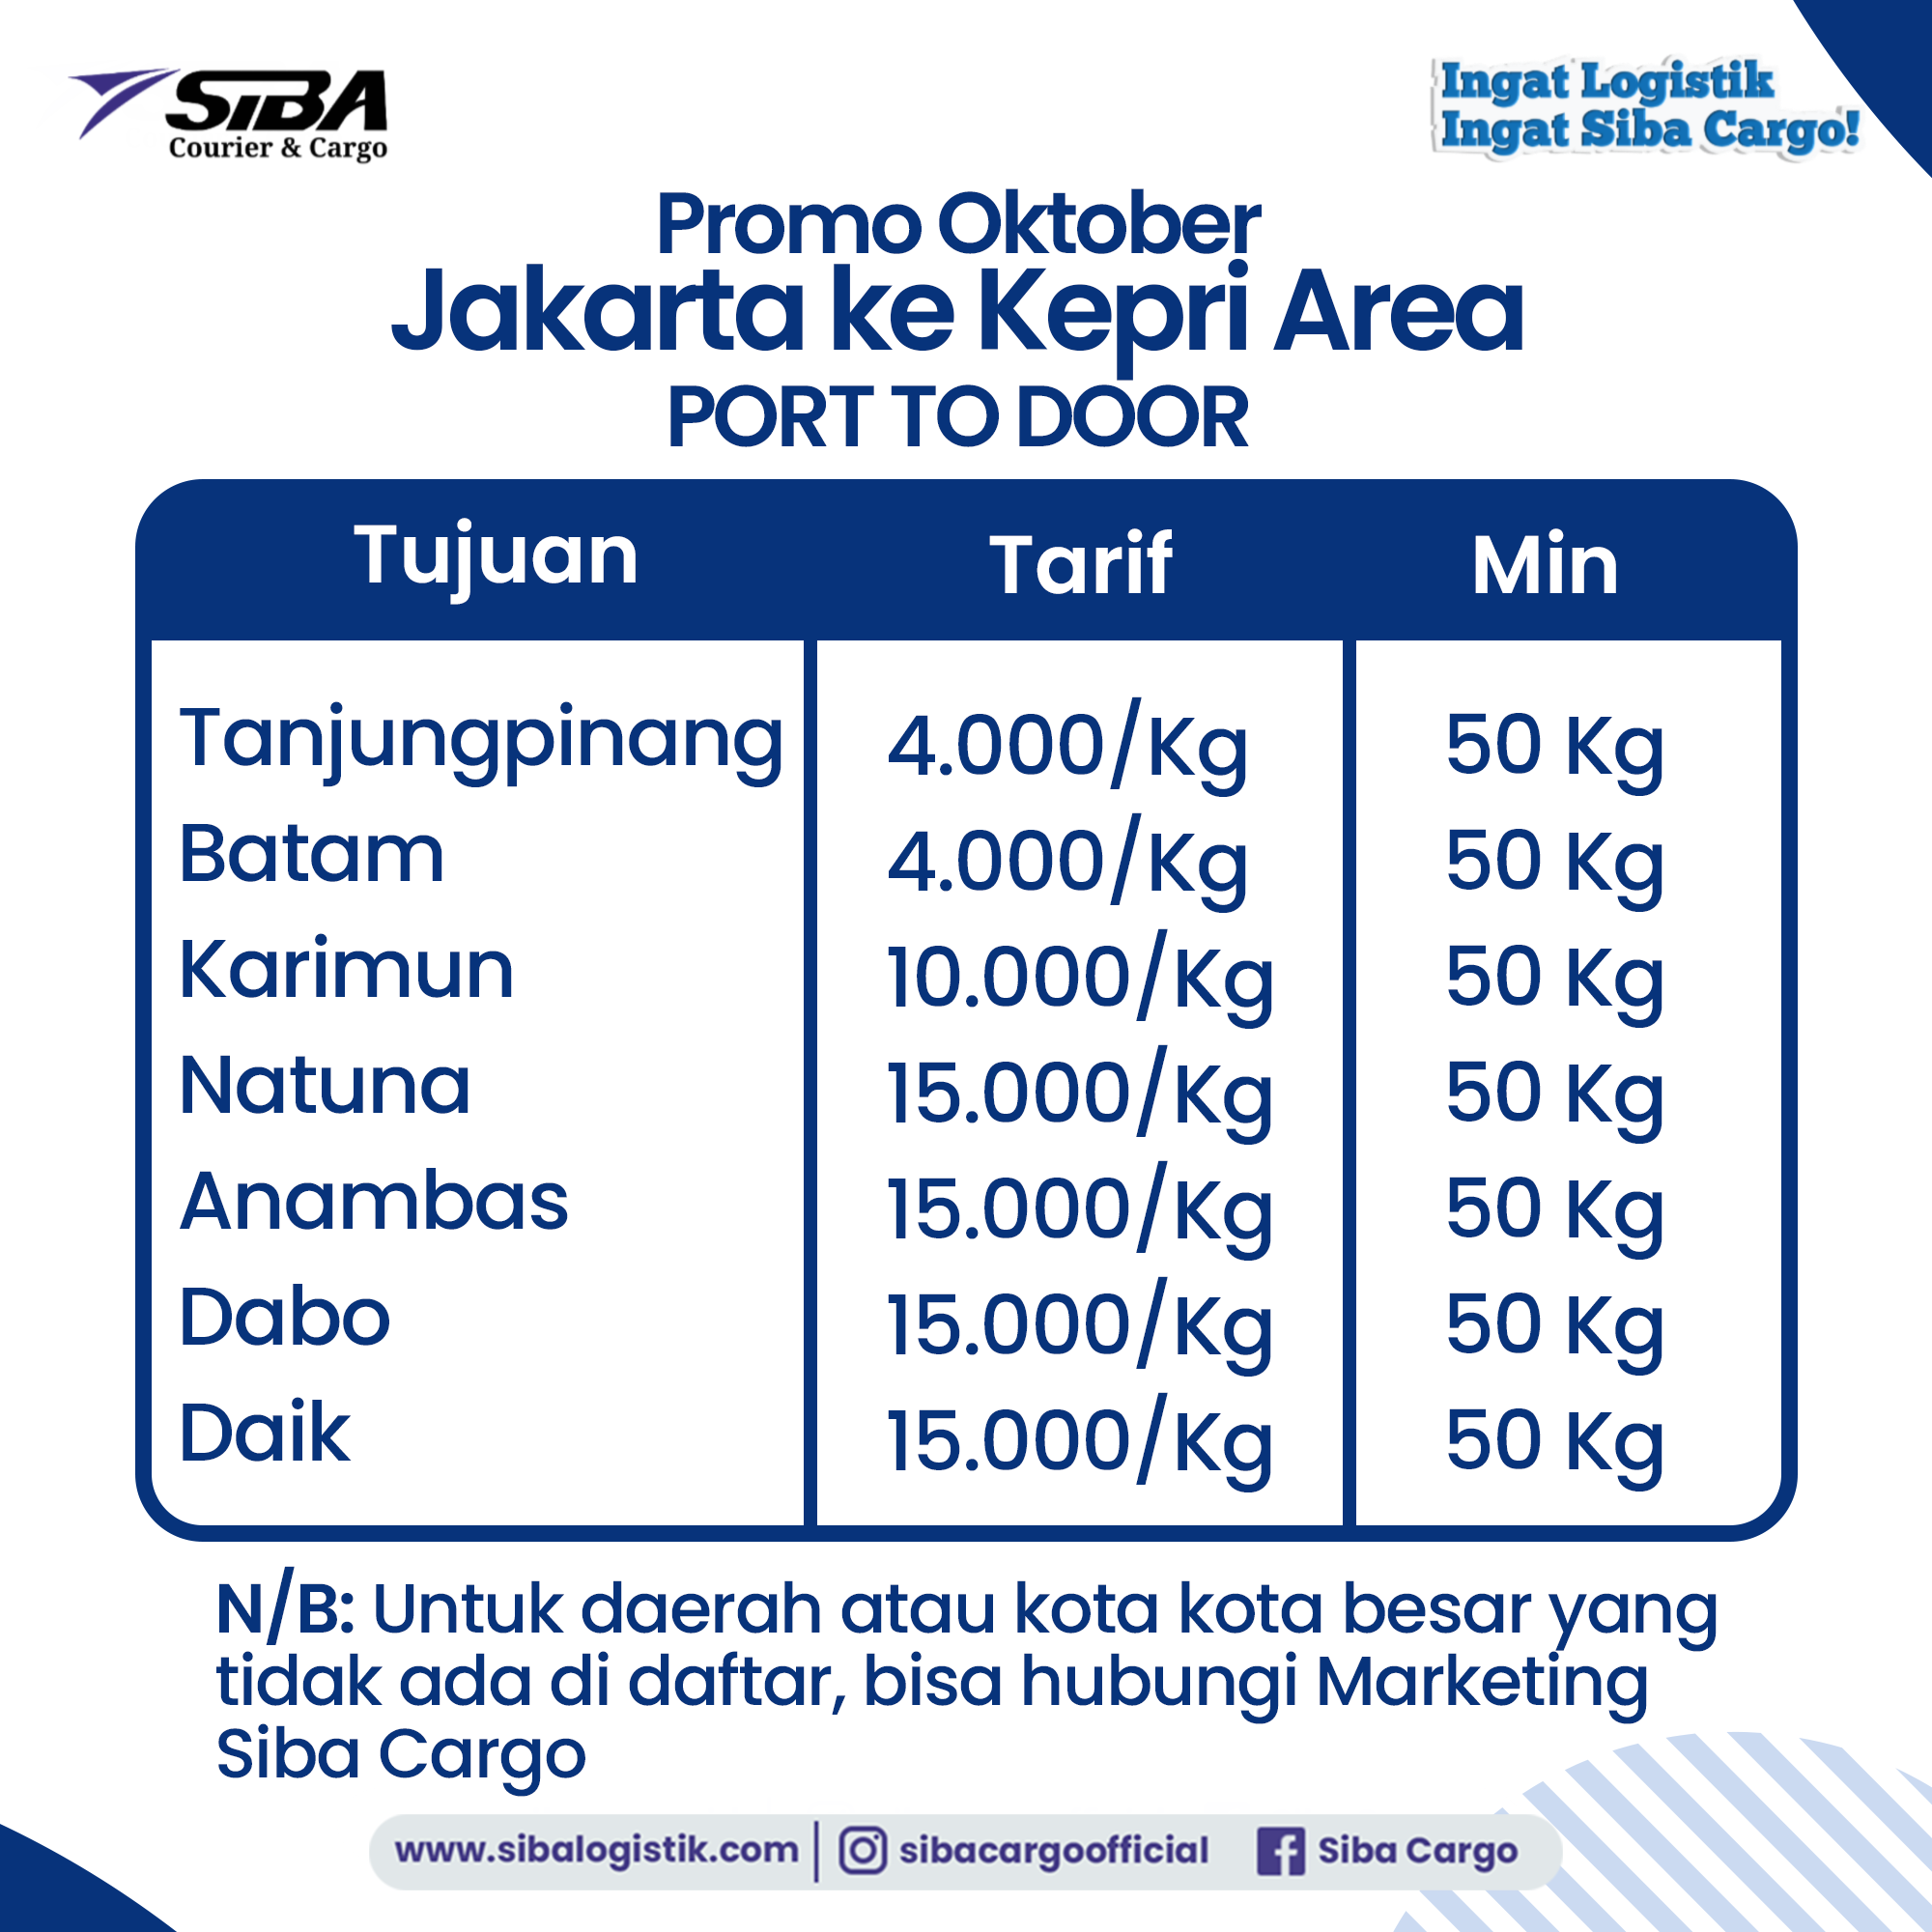 SIBA
Courier & Cargo
Ingat Logistik
Ingat Siba Cargo!
Promo Oktober
Jakarta ke Kepri Area
PORT TO DOOR
Tujuan Tarif Min
Tanjungpinang 4.000/Kg 50 Kg
Batam 4.000/Kg 50 Kg
Karimun 10.000/Kg 50 Kg
Natuna 15.000/Kg 50 Kg
Anambas 15.000/Kg 50 Kg
Dabo 15.000/Kg 50 Kg
Daik 15.000/Kg 50 Kg
N/B: Untuk daerah atau kota kota besar yang
tidak ada di daftar, bisa hubungi Marketing
Siba Cargo
www.sibalogistik.com sibacargoofficial Siba Cargo